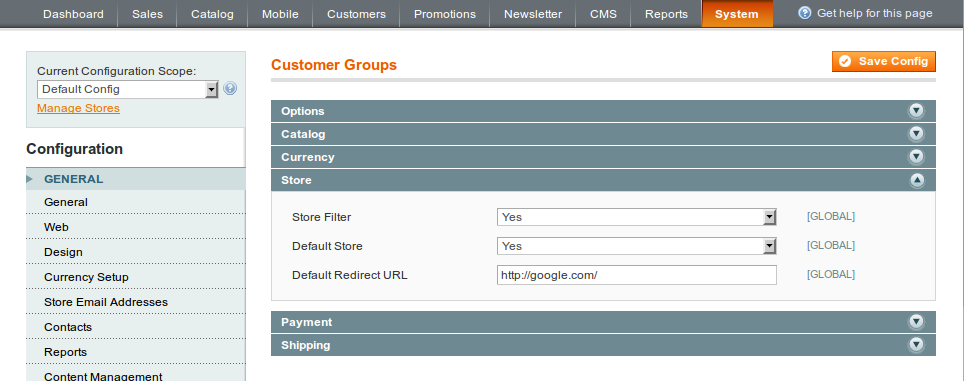 Dashboard Sales Catalog Mobile Customers Promotions Newsletter CMS Reports System Get help for this page
Current Configuration Scope:
Default Config
Manage Stores
Configuration
GENERAL
General
Web
Design
Currency Setup
Store Email Addresses
Contacts
Reports
Content Management
Customer Groups
Save Config
Options
Catalog
Currency
Store
Store Filter Yes [GLOBAL]
Default Store Yes [GLOBAL]
Default Redirect URL http://google.com/ [GLOBAL]
Payment
Shipping